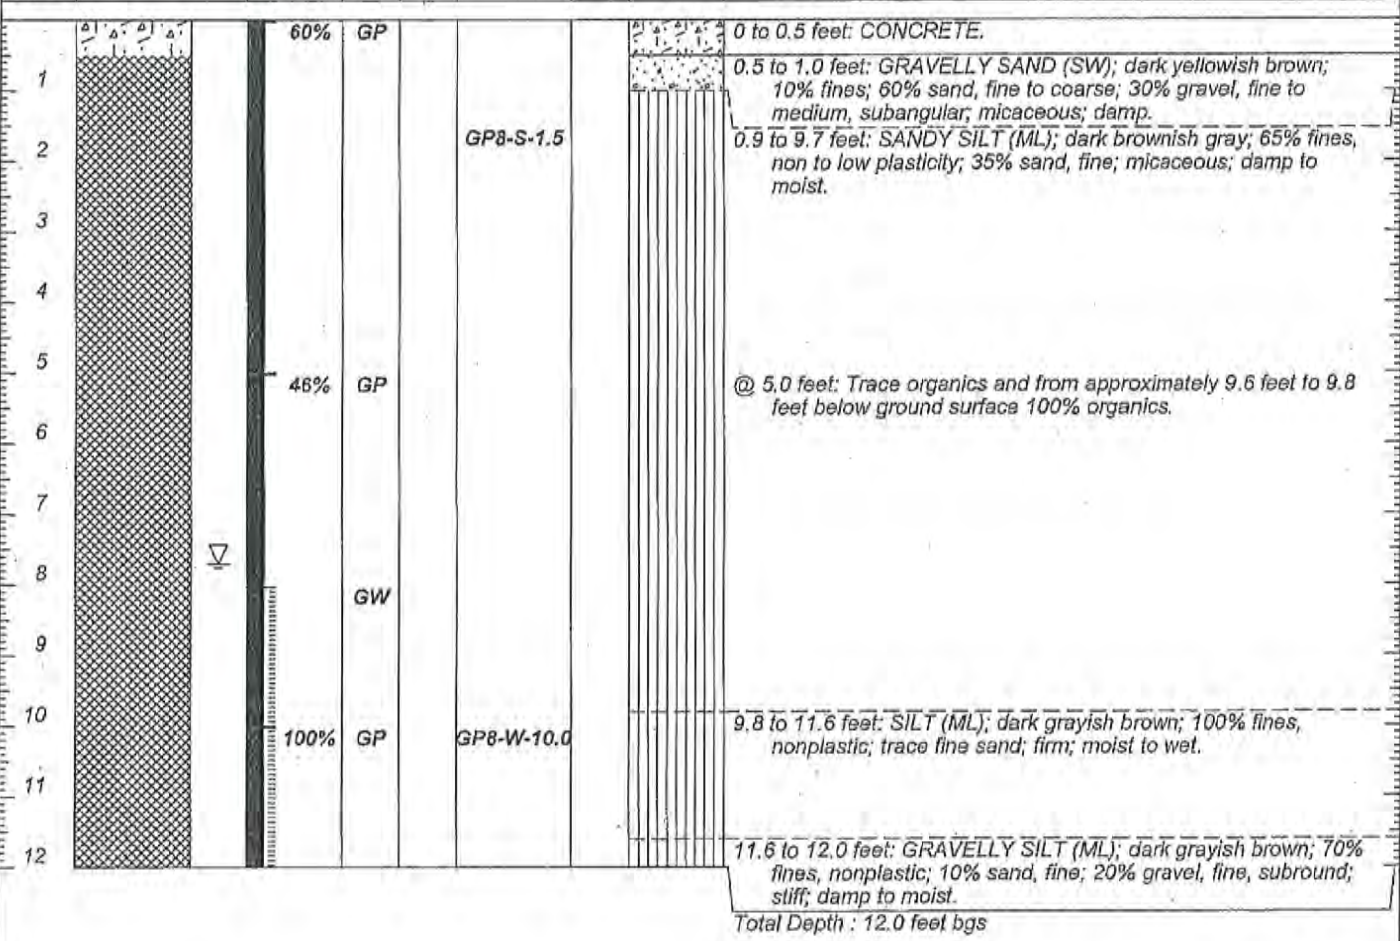 60% GP 0 to 0.5 feet: CONCRETE.
1 0.5 to 1.0 feet: GRAVELLY SAND (SW); dark yellowish brown;
10% fines; 60% sand, fine to coarse; 30% gravel, fine to
medium, subangular; micaceous; damp.
2 GP8-S-1.5 0.9 to 9.7 feet: SANDY SILT (ML); dark brownish gray; 65% fines,
non to low plasticity; 35% sand, fine; micaceous; damp to
moist.
3
4
5 46% GP @ 5.0 feet: Trace organics and from approximately 9.6 feet to 9.8
feet below ground surface 100% organics.
6
7
8
GW
9
10 9.8 to 11.6 feet: SILT (ML); dark grayish brown; 100% fines,
100% GP GP8-W-10.0 nonplastic; trace fine sand; firm; moist to wet.
11
12 11.6 to 12.0 feet: GRAVELLY SILT (ML); dark grayish brown; 70%
fines, nonplastic; 10% sand, fine; 20% gravel, fine, subround;
stiff; damp to moist.
Total Depth : 12.0 feet bgs